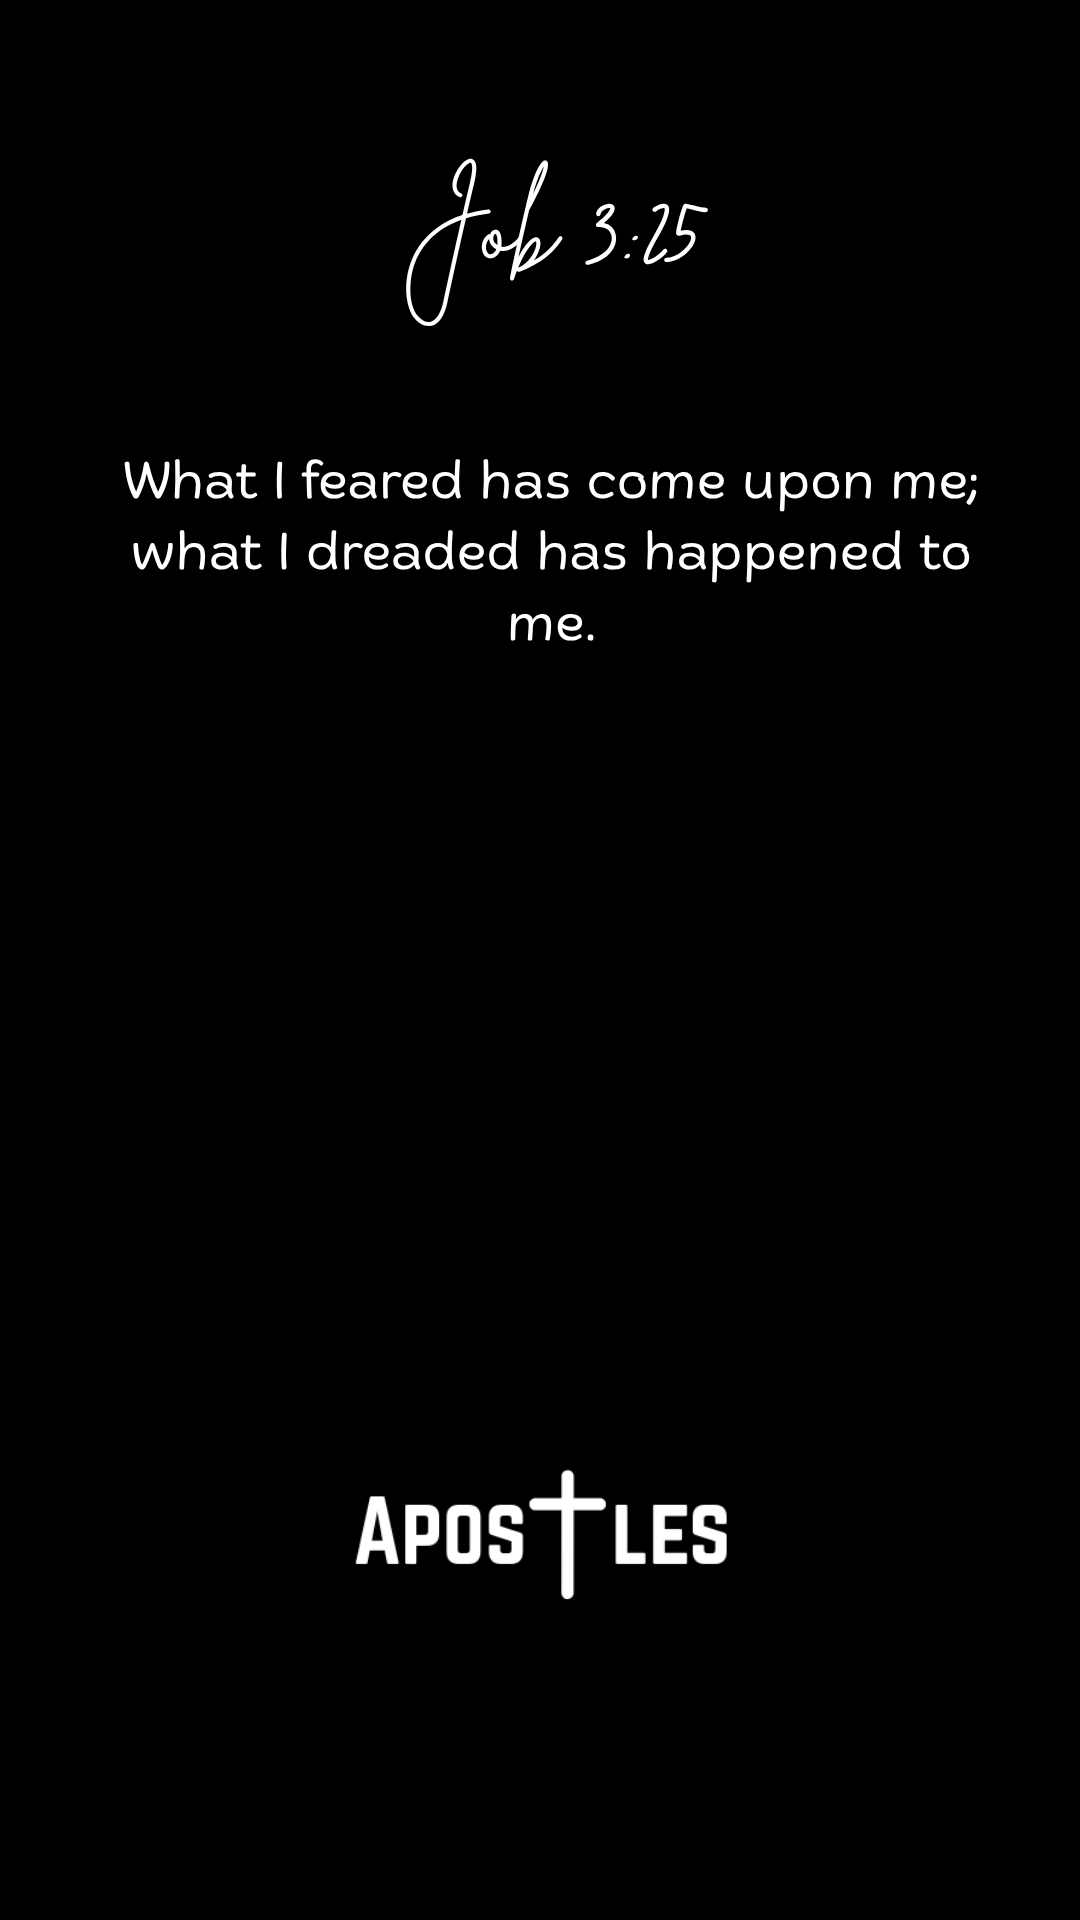 Job 3:25
What I feared has come upon me;
what I dreaded has happened to
me.
APOSTLES